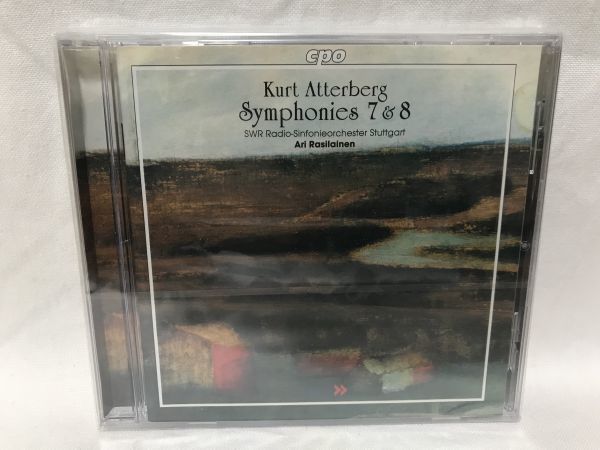 cpo
Kurt Atterberg
Symphonies 7 & 8
SWR Radio-Sinfonieorchester Stuttgart
Ari Rasilainen